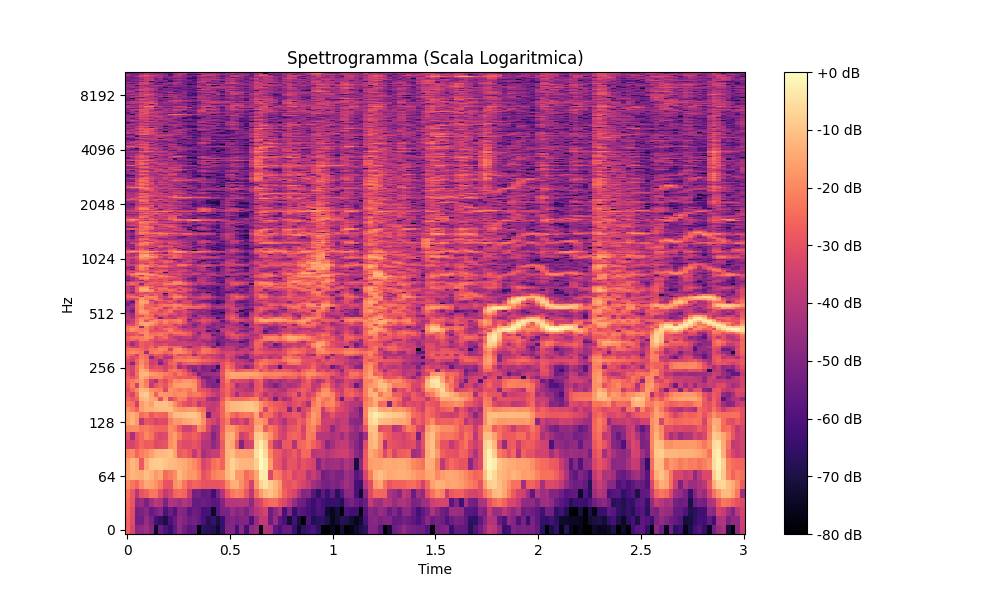 Spettrogramma (Scala Logaritmica)
Hz
8192
4096
2048
1024
512
256
128
64
0
0 0.5 1 1.5 2 2.5 3
Time
+0 dB
-10 dB
-20 dB
-30 dB
-40 dB
-50 dB
-60 dB
-70 dB
-80 dB